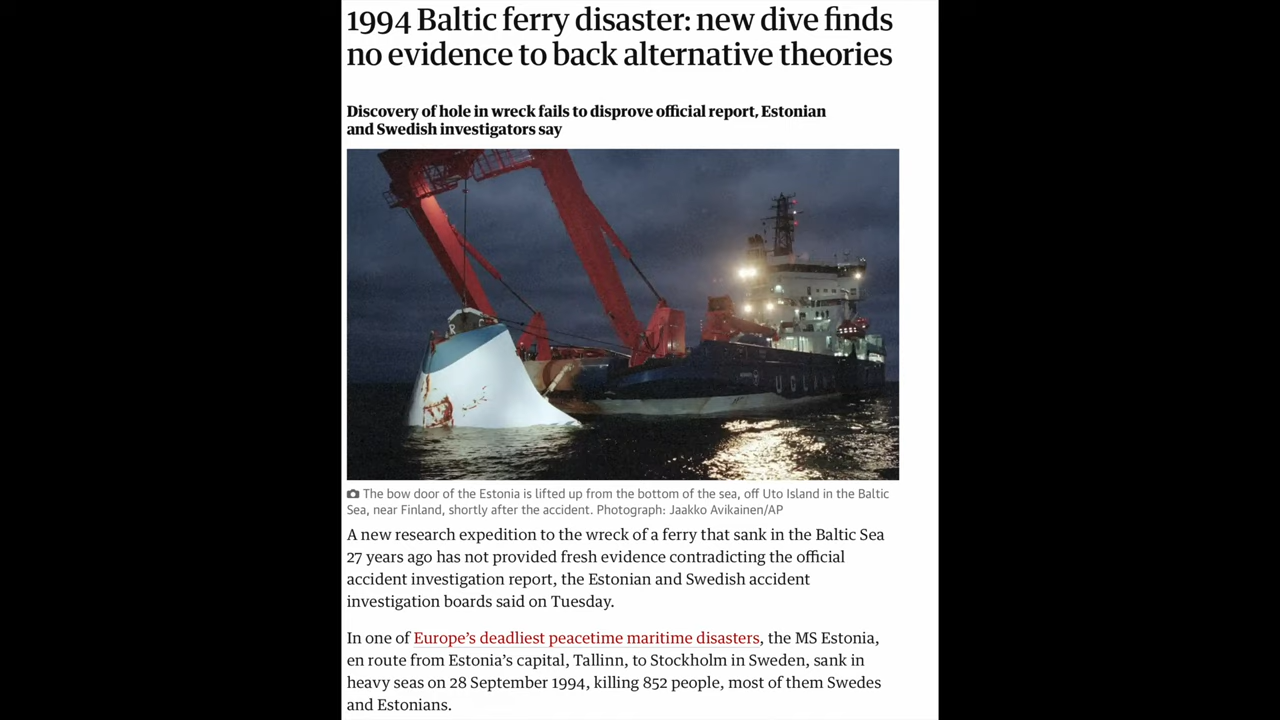 1994 Baltic ferry disaster: new dive finds
no evidence to back alternative theories
Discovery of hole in wreck fails to disprove official report, Estonian
and Swedish investigators say
The bow door of the Estonia is lifted up from the bottom of the sea, off Uto Island in the Baltic
Sea, near Finland, shortly after the accident. Photograph: Jaakko Avikainen/AP
A new research expedition to the wreck of a ferry that sank in the Baltic Sea
27 years ago has not provided fresh evidence contradicting the official
accident investigation report, the Estonian and Swedish accident
investigation boards said on Tuesday.
In one of Europe’s deadliest peacetime maritime disasters, the MS Estonia,
en route from Estonia’s capital, Tallinn, to Stockholm in Sweden, sank in
heavy seas on 28 September 1994, killing 852 people, most of them Swedes
and Estonians.